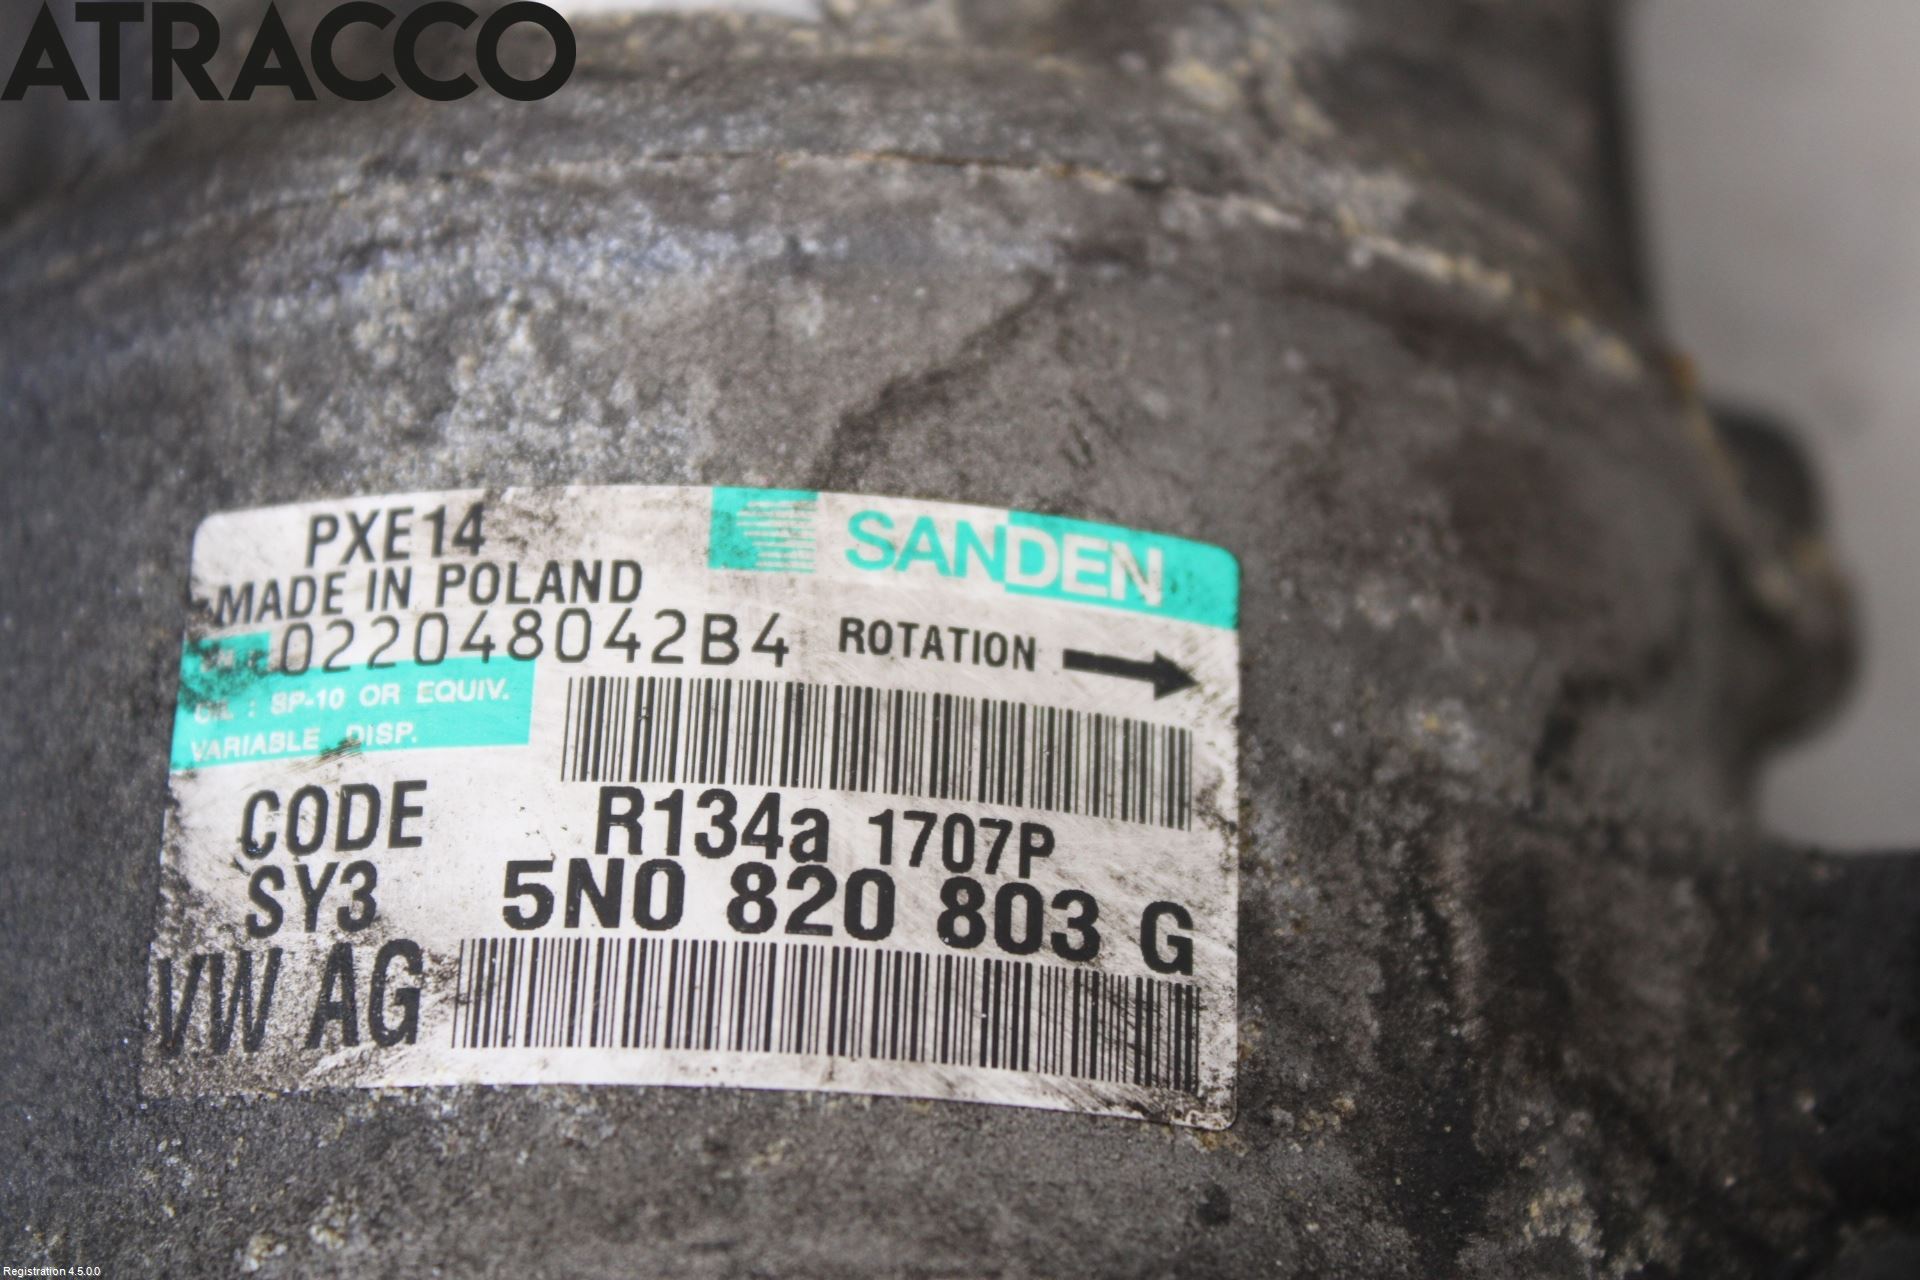 ATRACCO
PXE14
SANDEN
MADE IN POLAND
022048042B4
ROTATION
OIL : SP-10 OR EQUIV.
VARIABLE DISP.
CODE
R134a 1707P
SY3
5N0 820 803 G
VW AG
Registration 4.5.0.0